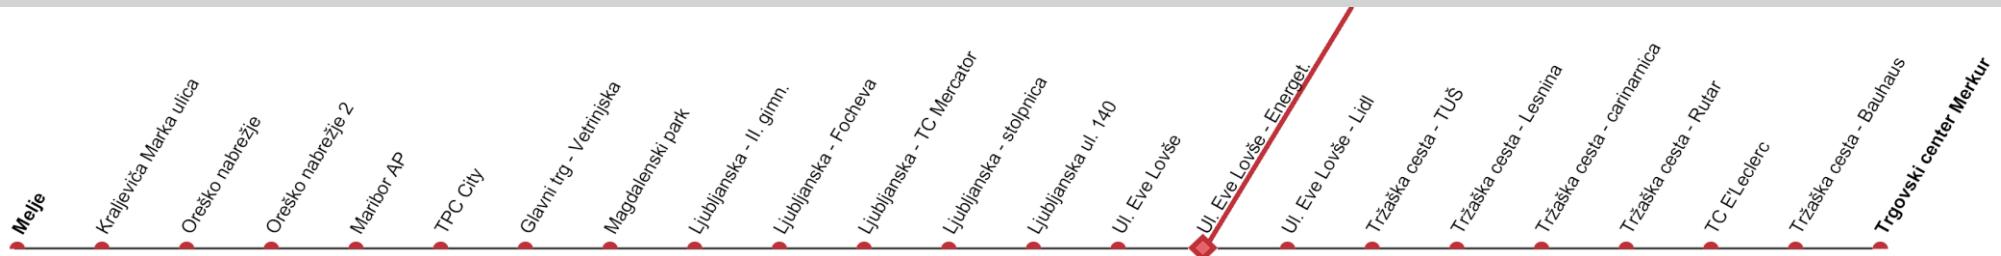 Melje
Kraljeviča Marka ulica
Oreško nabrežje
Oreško nabrežje 2
Maribor AP
TPC City
Glavni trg - Vetrinjska
Magdalenski park
Ljubljanska - II. gimn.
Ljubljanska - Focheva
Ljubljanska - TC Mercator
Ljubljanska - stolpnica
Ljubljanska ul. 140
Ul. Eve Lovše
Ul. Eve Lovše - Energet.
Ul. Eve Lovše - Lidl
Tržaška cesta - TUŠ
Tržaška cesta - Lesnina
Tržaška cesta - carinarnica
Tržaška cesta - Rutar
TC E'Leclerc
Tržaška cesta - Bauhaus
Trgovski center Merkur